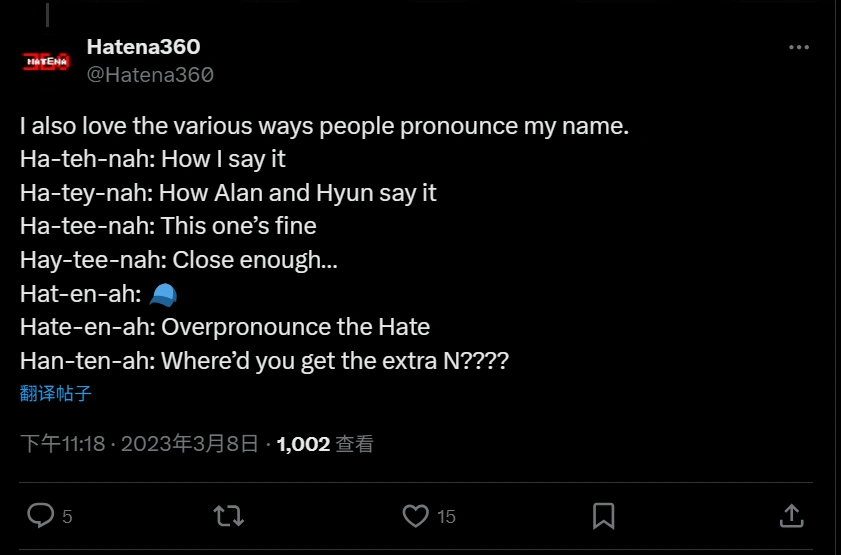 HATENA
360
Hatena360
@Hatena360
I also love the various ways people pronounce my name.
Ha-teh-nah: How I say it
Ha-tey-nah: How Alan and Hyun say it
Ha-tee-nah: This one’s fine
Hay-tee-nah: Close enough...
Hat-en-ah: 🧢
Hate-en-ah: Overpronounce the Hate
Han-ten-ah: Where’d you get the extra N????
翻译帖子
下午11:18 · 2023年3月8日 · 1,002 查看
5 15